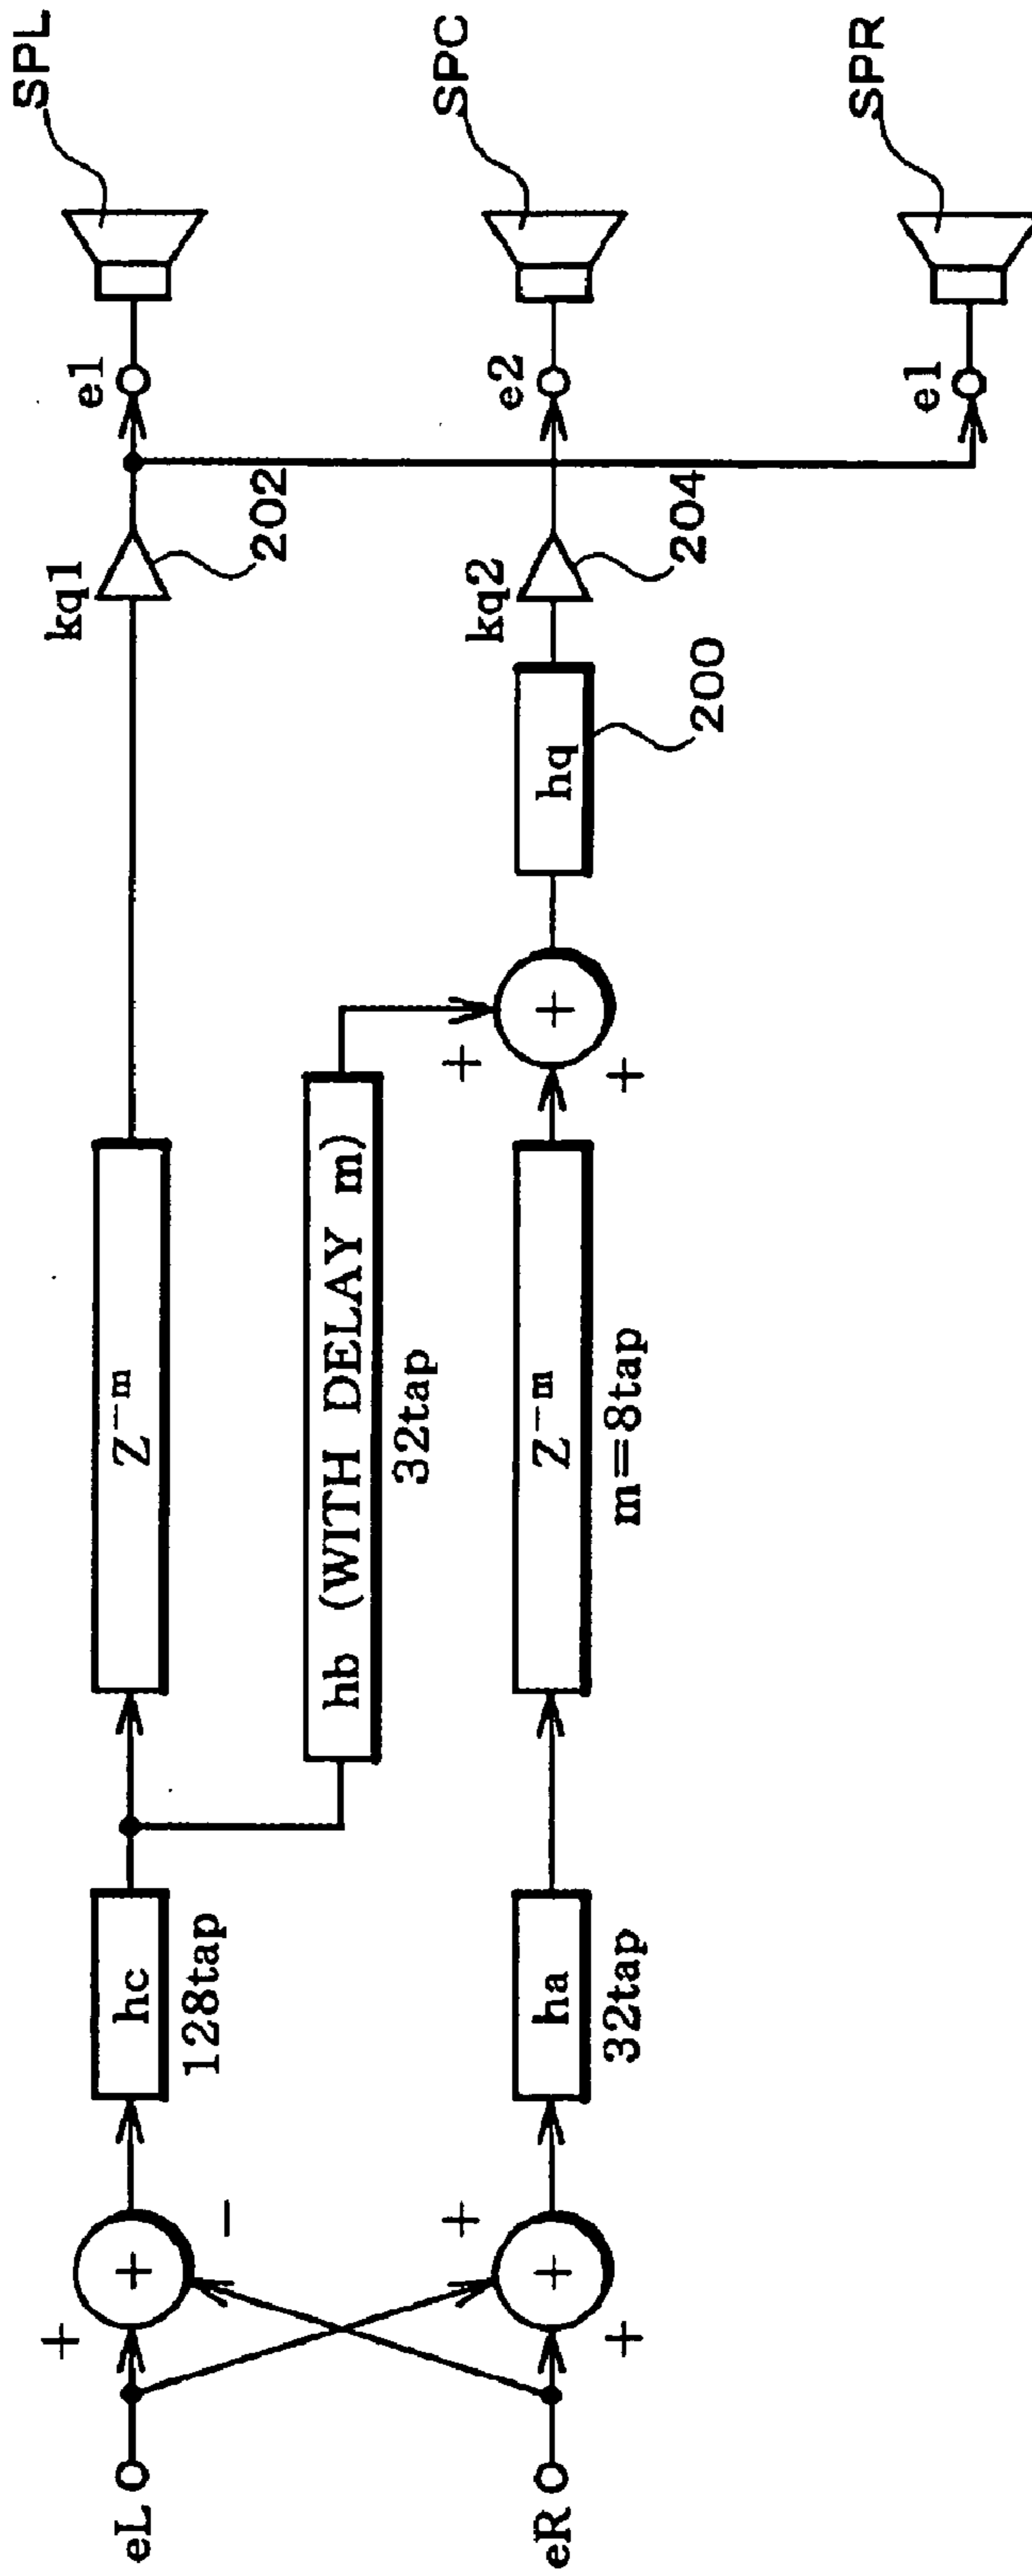 eL
eR
+
+
−
+
+
+
hc
128tap
ha
32tap
Z−m
hb (WITH DELAY m)
32tap
Z−m
m=8tap
+
+
+
hq
200
kq1
202
kq2
204
e1
e2
e1
SPL
SPC
SPR